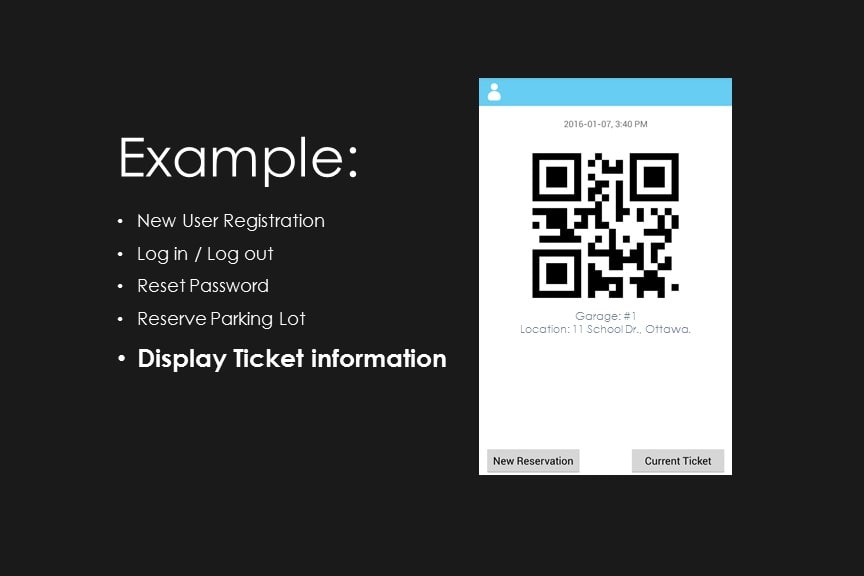 Example:
• New User Registration
• Log in / Log out
• Reset Password
• Reserve Parking Lot
• Display Ticket information
2016-01-07, 3:40 PM
Garage: #1
Location: 11 School Dr., Ottawa.
New Reservation
Current Ticket